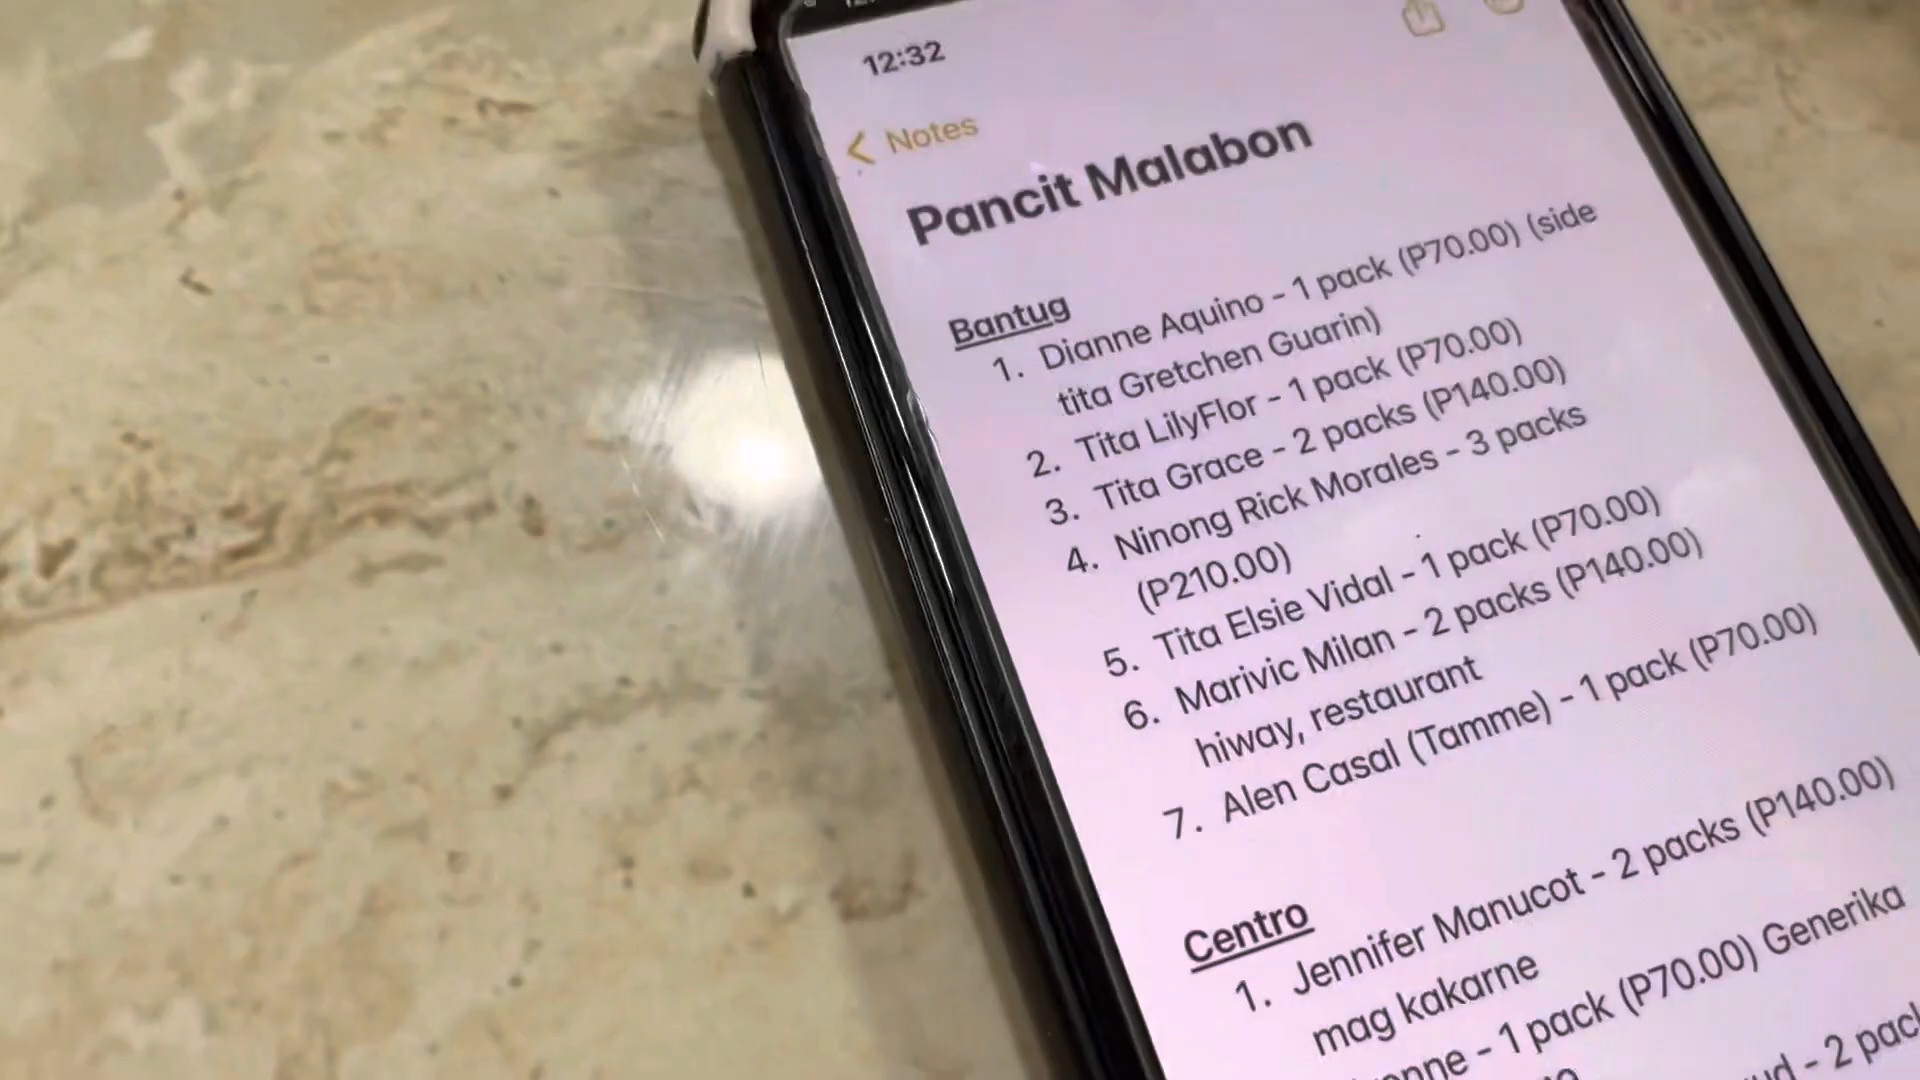 12:32
Notes
Pancit Malabon
Bantug
1. Dianne Aquino - 1 pack (P70.00) (side
tita Gretchen Guarin)
2. Tita LilyFlor - 1 pack (P70.00)
3. Tita Grace - 2 packs (P140.00)
4. Ninong Rick Morales - 3 packs
(P210.00)
5. Tita Elsie Vidal - 1 pack (P70.00)
6. Marivic Milan - 2 packs (P140.00)
hiway, restaurant
7. Alen Casal (Tamme) - 1 pack (P70.00)
Centro
1. Jennifer Manucot - 2 packs (P140.00)
mag kakarne
- 1 pack (P70.00) Generika
- 2